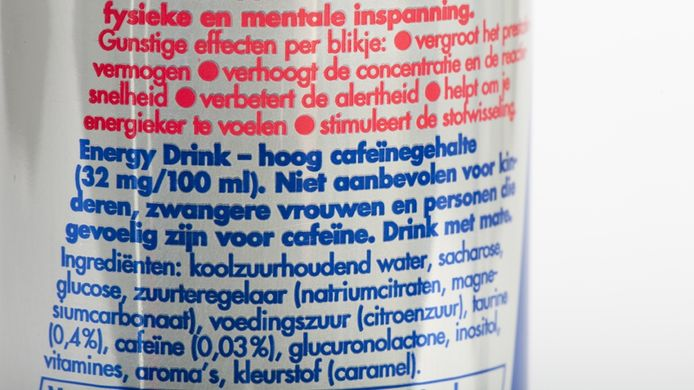 fysieke en mentale inspanning.
Gunstige effecten per blikje: ● vergroot het
vermogen ● verhoogt de concentratie en de
snelheid ● verbetert de alertheid ● helpt om je
energieker te voelen ● stimuleert de stofwisseling.
Energy Drink – hoog cafeïnegehalte
(32 mg/100 ml). Niet aanbevolen voor kin-
deren, zwangere vrouwen en personen die
gevoelig zijn voor cafeïne. Drink met mate.
Ingrediënten: koolzuurhoudend water, sacharose,
glucose, zuurteregelaar (natriumcitraten, magne-
siumcarbonaat), voedingszuur (citroenzuur), taurine
(0,4%), cafeïne (0,03%), glucuronolactone, inositol,
vitamines, aroma's, kleurstof (caramel).